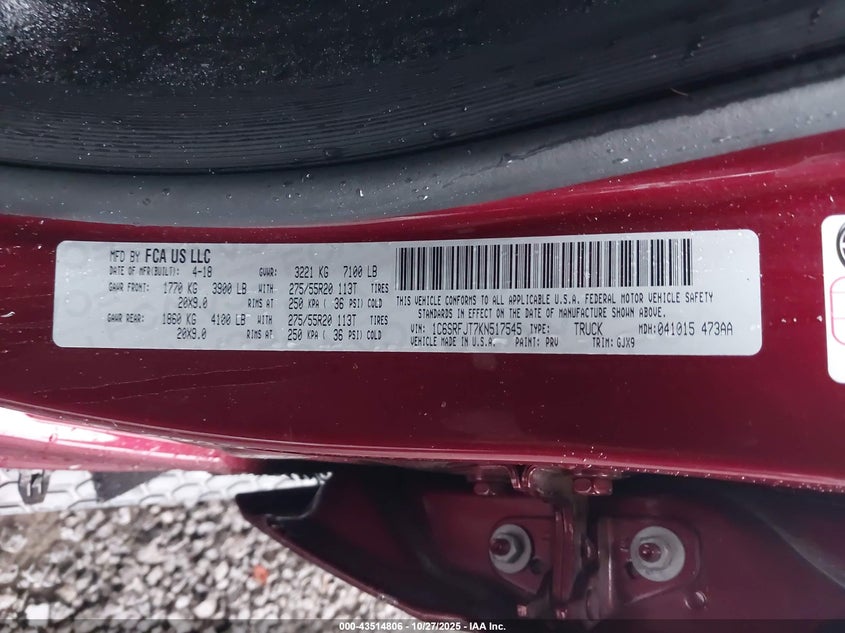 MFD BY FCA US LLC
DATE OF MFR(BUILT): 4-18 GVWR: 3221 KG 7100 LB
GAWR FRONT: 1770 KG 3900 LB WITH 275/55R20 113T TIRES
20X9.0 RIMS AT 250 KPA ( 36 PSI) COLD
GAWR REAR: 1860 KG 4100 LB WITH 275/55R20 113T TIRES
20X9.0 RIMS AT 250 KPA ( 36 PSI) COLD
THIS VEHICLE CONFORMS TO ALL APPLICABLE U.S.A. FEDERAL MOTOR VEHICLE SAFETY
STANDARDS IN EFFECT ON THE DATE OF MANUFACTURE SHOWN ABOVE.
VIN: 1C6SRFJT7KN517545 TYPE: TRUCK MDH: 041015 473AA
VEHICLE MADE IN U.S.A. PAINT: PRV TRIM: GJX9
000-43514806 | 10/27/2025 | IAA Inc.